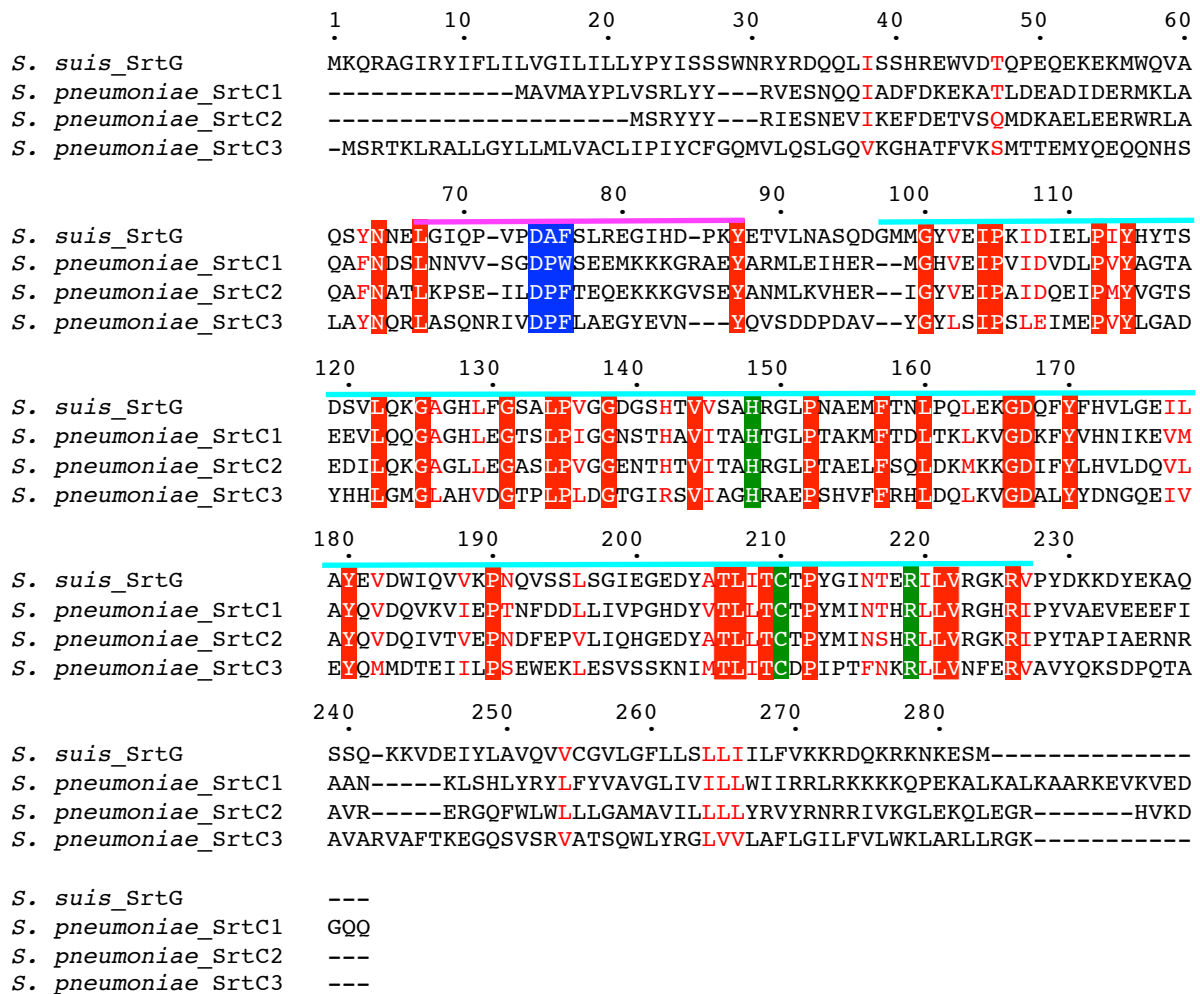 1 10 20 30 40 50 60
S. suis_SrtG MKQRAGIRYIFLILVGILILLYPYISSSWNRYRDQQLISSHREWVDTQPEQEKEKMWQVA
S. pneumoniae_SrtC1 -------------MAVMAYPLVSRLYY---RVESNQQIADFDKEKATLDEADIDERMKLA
S. pneumoniae_SrtC2 ---------------------MSRYYY---RIESNEVIKEFDETVSQMDKAELEERWRLA
S. pneumoniae_SrtC3 -MSRTKLRALLGYLLMLVACLIPIYCFGQMVLQSLGQVKGHATFVKSMTTEMYQEQQNHS
70 80 90 100 110
S. suis_SrtG QSYNNELGIQP-VPDAFSLREGIHD-PKYETVLNASQDGMMGYVEIPKIDIELPIYHYTS
S. pneumoniae_SrtC1 QAFNDSLNNVV-SGDPWSEEMKKKGRAEYARMLEIHER--MGHVEIPVIDVDLPVYAGTA
S. pneumoniae_SrtC2 QAFNATLKPSE-ILDPFTEQEKKKGVSEYANMLKVHER--IGYVEIPAIDQEIPMYVGTS
S. pneumoniae_SrtC3 LAYNQRLASQNRIVDPFLAEGYEVN---YQVSDDPDAV--YGYLSIPSLEIMEPVYLGAD
120 130 140 150 160 170
S. suis_SrtG DSVLQKGAGHLFGSALPVGGDGSHTVVSAHRGLPNAEMFTNLPQLEKGDQFYFHVLGEIL
S. pneumoniae_SrtC1 EEVLQQGAGHLEGTSLPIGGNSTHAVITAHTGLPTAKMFTDLTKLKVGDKFYVHNIKEVM
S. pneumoniae_SrtC2 EDILQKGAGLLEGASLPVGGENTHTVITAHRGLPTAELFSQLDKMKKGDIFYLHVLDQVL
S. pneumoniae_SrtC3 YHHLGMGLAHVDGTPLPLDGTGIRSVIAGHRAEPSHVFFRHLDQLKVGDALYYDNGQEIV
180 190 200 210 220 230
S. suis_SrtG AYEVDWIQVVKPNQVSSLSGIEGEDYATLITCTPYGINTERILVRGKRVPYDKKDYEKAQ
S. pneumoniae_SrtC1 AYQVDQVKVIEPTNFDDLLIVPGHDYVTLLTCTPYMINTHRLLVRGHRIPYVAEVEEEFI
S. pneumoniae_SrtC2 AYQVDQIVTVEPNDFEPVLIQHGEDYATLLTCTPYMINSHRLLVRGKRIPYTAPIAERNR
S. pneumoniae_SrtC3 EYQMMDTEIILPSEWEKLESVSSKNIMTLITCDPIPTFNKRLLVNFERVAVYQKSDPQTA
240 250 260 270 280
S. suis_SrtG SSQ-KKVDEIYLAVQVVCGVLGFLLSLLIILFVKKRDQKRKNKESM--------------
S. pneumoniae_SrtC1 AAN-----KLSHLYRYLFYVAVGLIVILLWIIRRLRKKKKQPEKALKALKAARKEVKVED
S. pneumoniae_SrtC2 AVR-----ERGQFWLWLLLGAMAVILLLLYRVYRNRRIVKGLEKQLEGR-------HVKD
S. pneumoniae_SrtC3 AVARVAFTKEGQSVSRVATSQWLYRGLVVLAFLGILFVLWKLARLLRGK-----------
S. suis_SrtG ---
S. pneumoniae_SrtC1 GQQ
S. pneumoniae_SrtC2 ---
S. pneumoniae SrtC3 ---